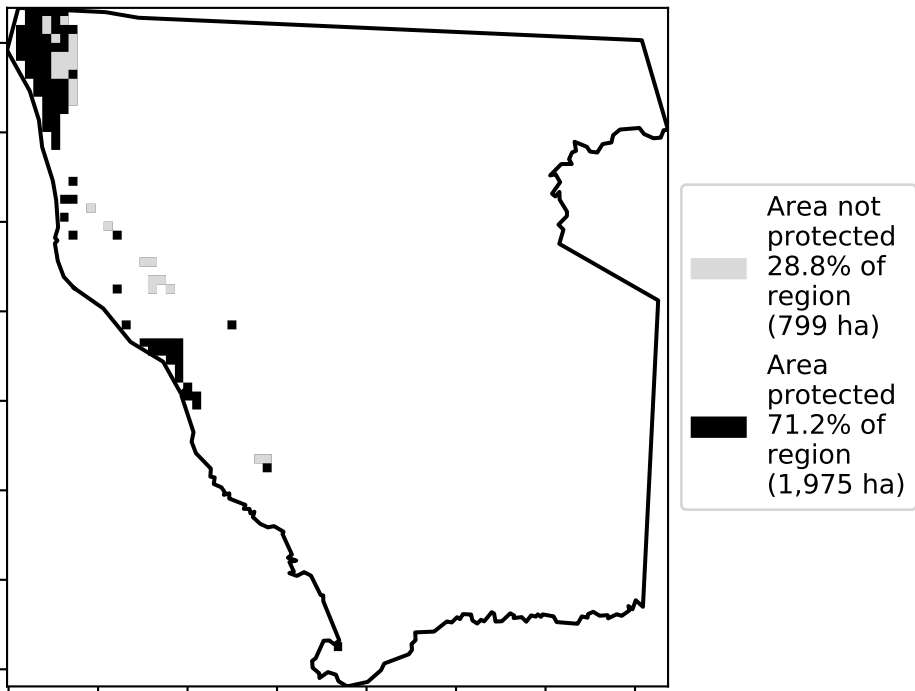 Area not
protected
28.8% of
region
(799 ha)
Area
protected
71.2% of
region
(1,975 ha)